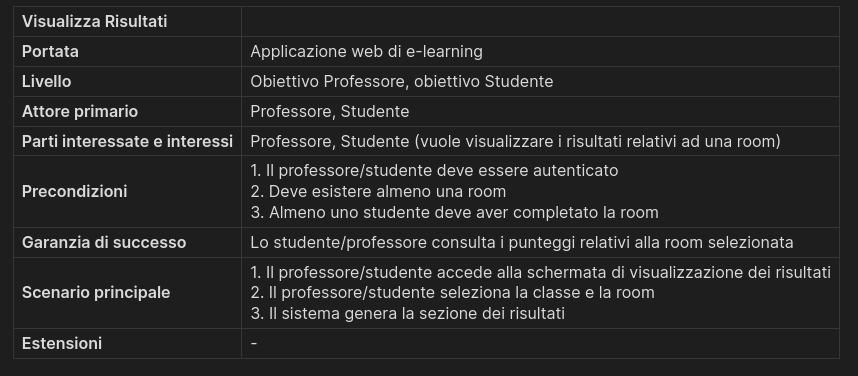 Visualizza Risultati
Portata Applicazione web di e-learning
Livello Obiettivo Professore, obiettivo Studente
Attore primario Professore, Studente
Parti interessate e interessi Professore, Studente (vuole visualizzare i risultati relativi ad una room)
Precondizioni
1. Il professore/studente deve essere autenticato
2. Deve esistere almeno una room
3. Almeno uno studente deve aver completato la room
Garanzia di successo Lo studente/professore consulta i punteggi relativi alla room selezionata
Scenario principale
1. Il professore/studente accede alla schermata di visualizzazione dei risultati
2. Il professore/studente seleziona la classe e la room
3. Il sistema genera la sezione dei risultati
Estensioni -